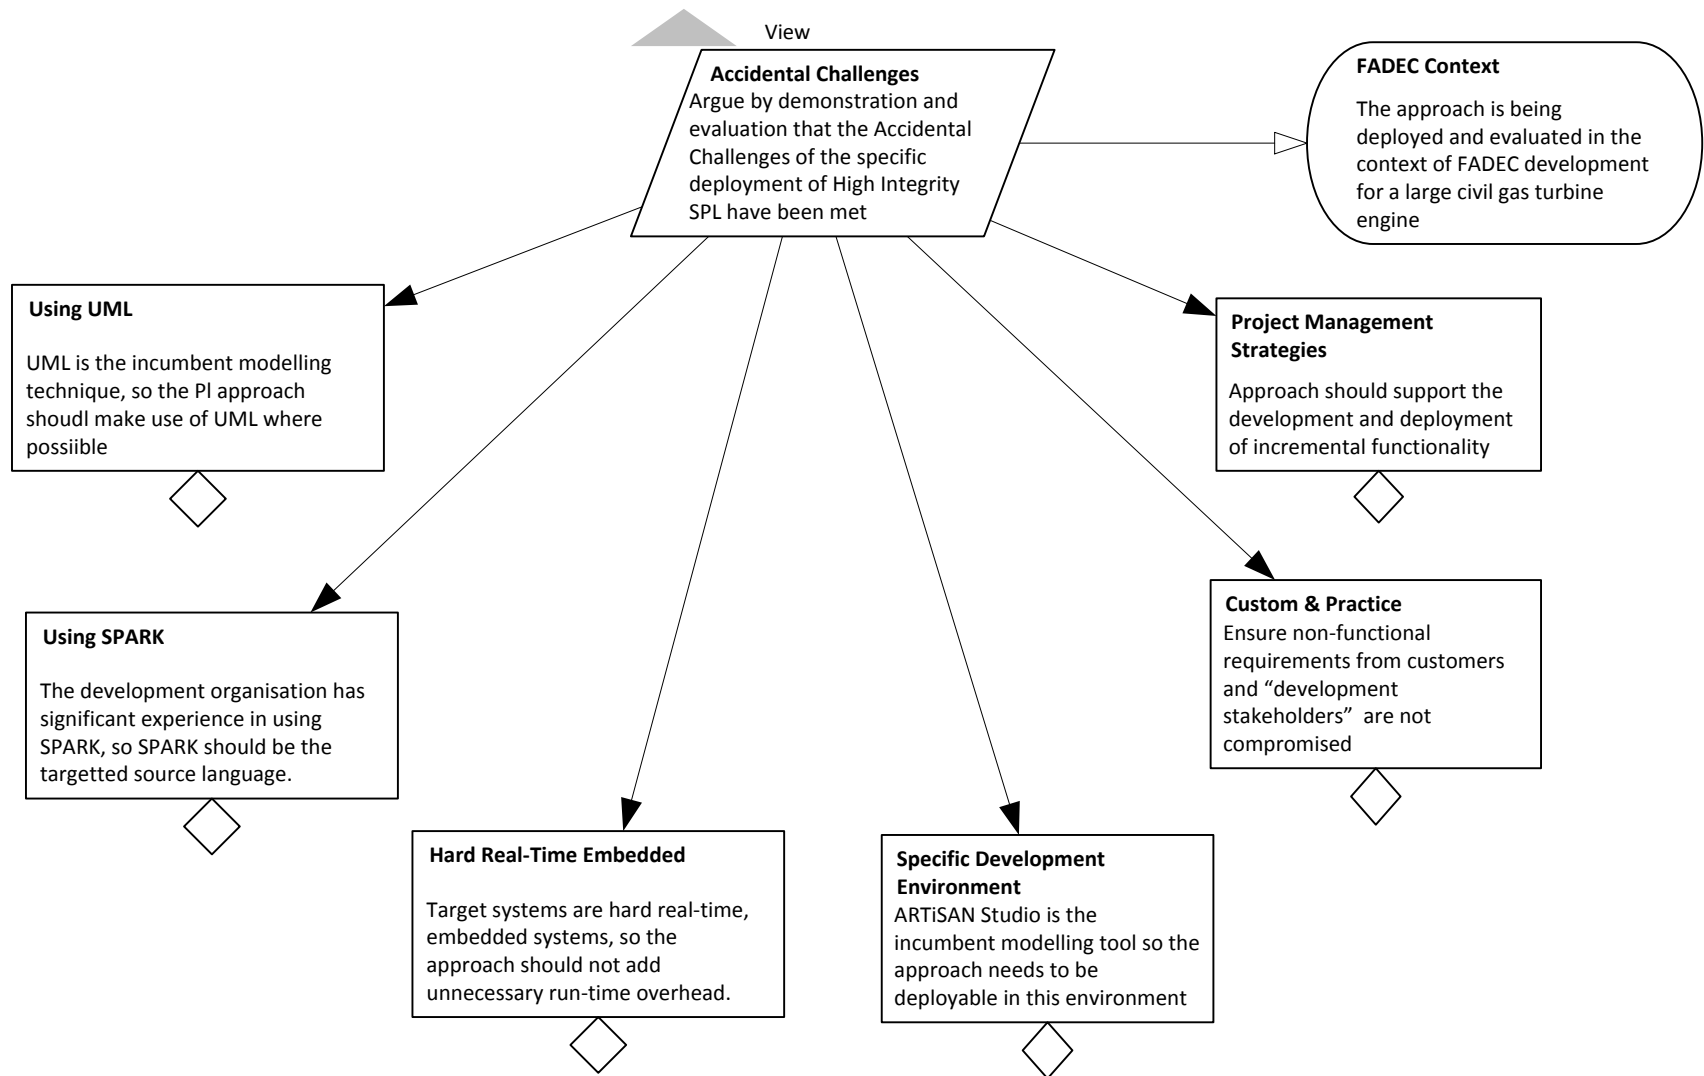 View
Accidental Challenges
Argue by demonstration and
evaluation that the Accidental
Challenges of the specific
deployment of High Integrity
SPL have been met
FADEC Context
The approach is being
deployed and evaluated in the
context of FADEC development
for a large civil gas turbine
engine
Using UML
UML is the incumbent modelling
technique, so the Pl approach
shoudl make use of UML where
possiible
Project Management
Strategies
Approach should support the
development and deployment
of incremental functionality
Using SPARK
The development organisation has
significant experience in using
SPARK, so SPARK should be the
targetted source language.
Custom & Practice
Ensure non-functional
requirements from customers
and “development
stakeholders”  are not
compromised
Hard Real-Time Embedded
Target systems are hard real-time,
embedded systems, so the
approach should not add
unnecessary run-time overhead.
Specific Development
Environment
ARTiSAN Studio is the
incumbent modelling tool so the
approach needs to be
deployable in this environment